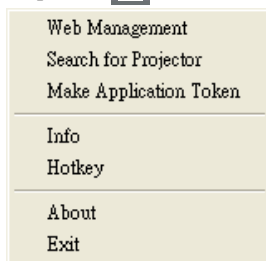 Web Management
Search for Projector
Make Application Token
Info
Hotkey
About
Exit